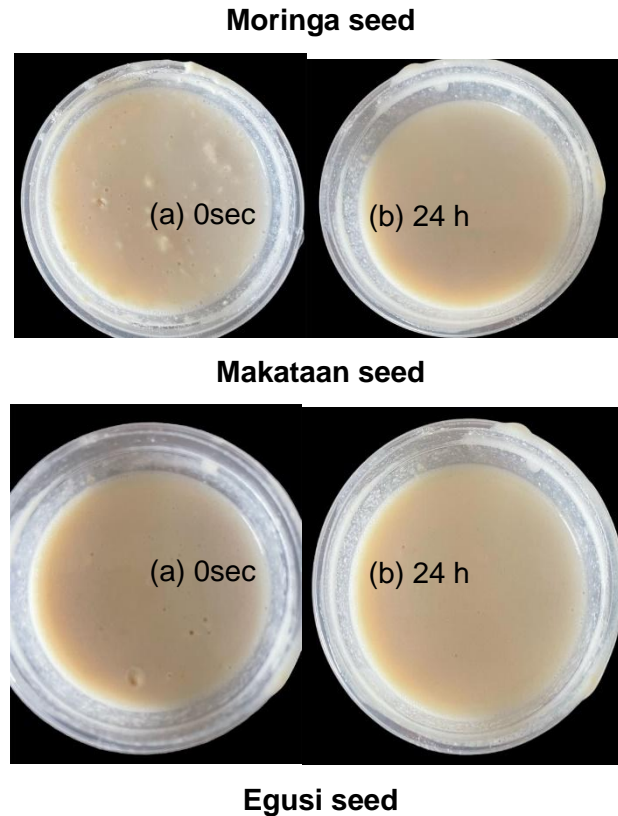 Moringa seed
(a) 0sec
(b) 24 h
Makataan seed
(a) 0sec
(b) 24 h
Egusi seed